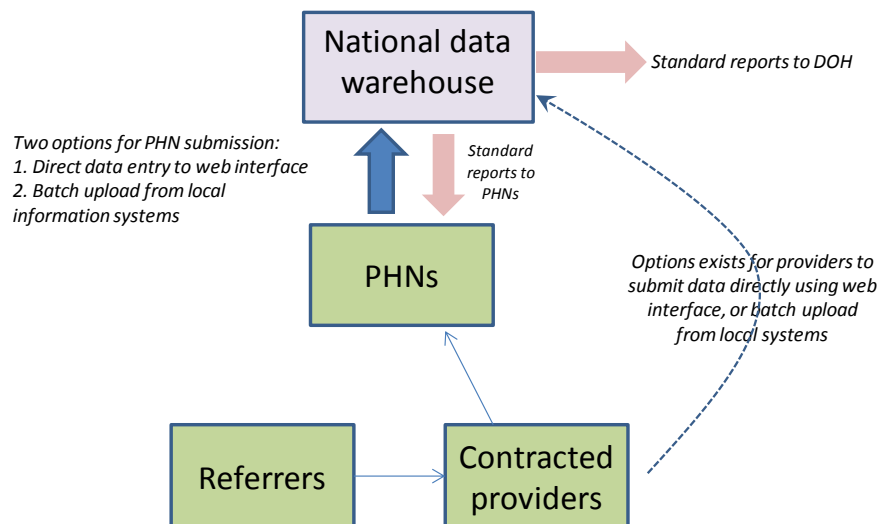 National data
warehouse
Standard reports to DOH
Two options for PHN submission:
1. Direct data entry to web interface
2. Batch upload from local
information systems
Standard
reports to
PHNs
PHNs
Options exists for providers to
submit data directly using web
interface, or batch upload
from local systems
Referrers
Contracted
providers